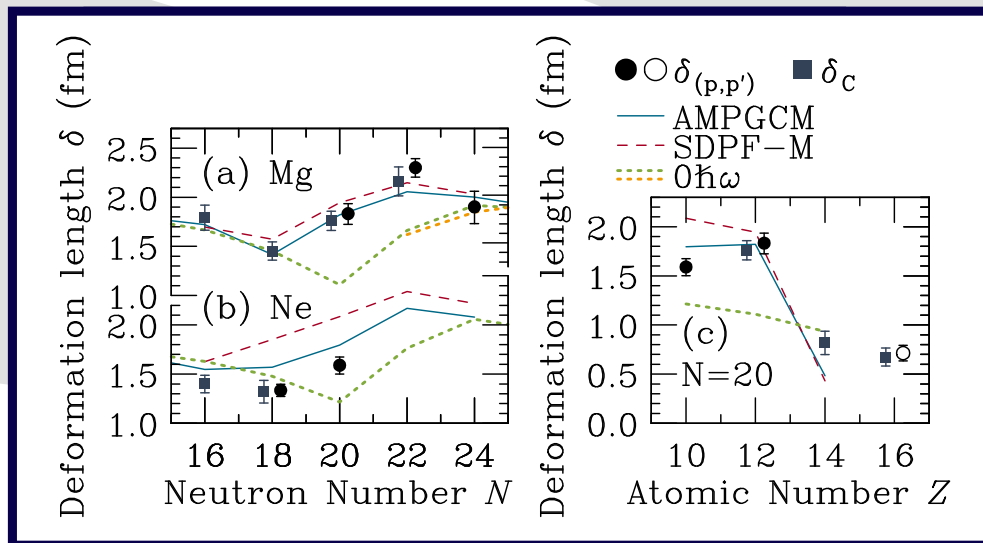 Deformation length δ (fm)
2.5
2.0
1.5
1.0
(a) Mg
2.0
1.5
1.0
(b) Ne
16 18 20 22 24
Neutron Number N
Deformation length δ (fm)
δ(p,p′) δC
AMPGCM
SDPF-M
0ħω
2.0
1.5
1.0
0.5
0.0
(c)
N=20
10 12 14 16
Atomic Number Z